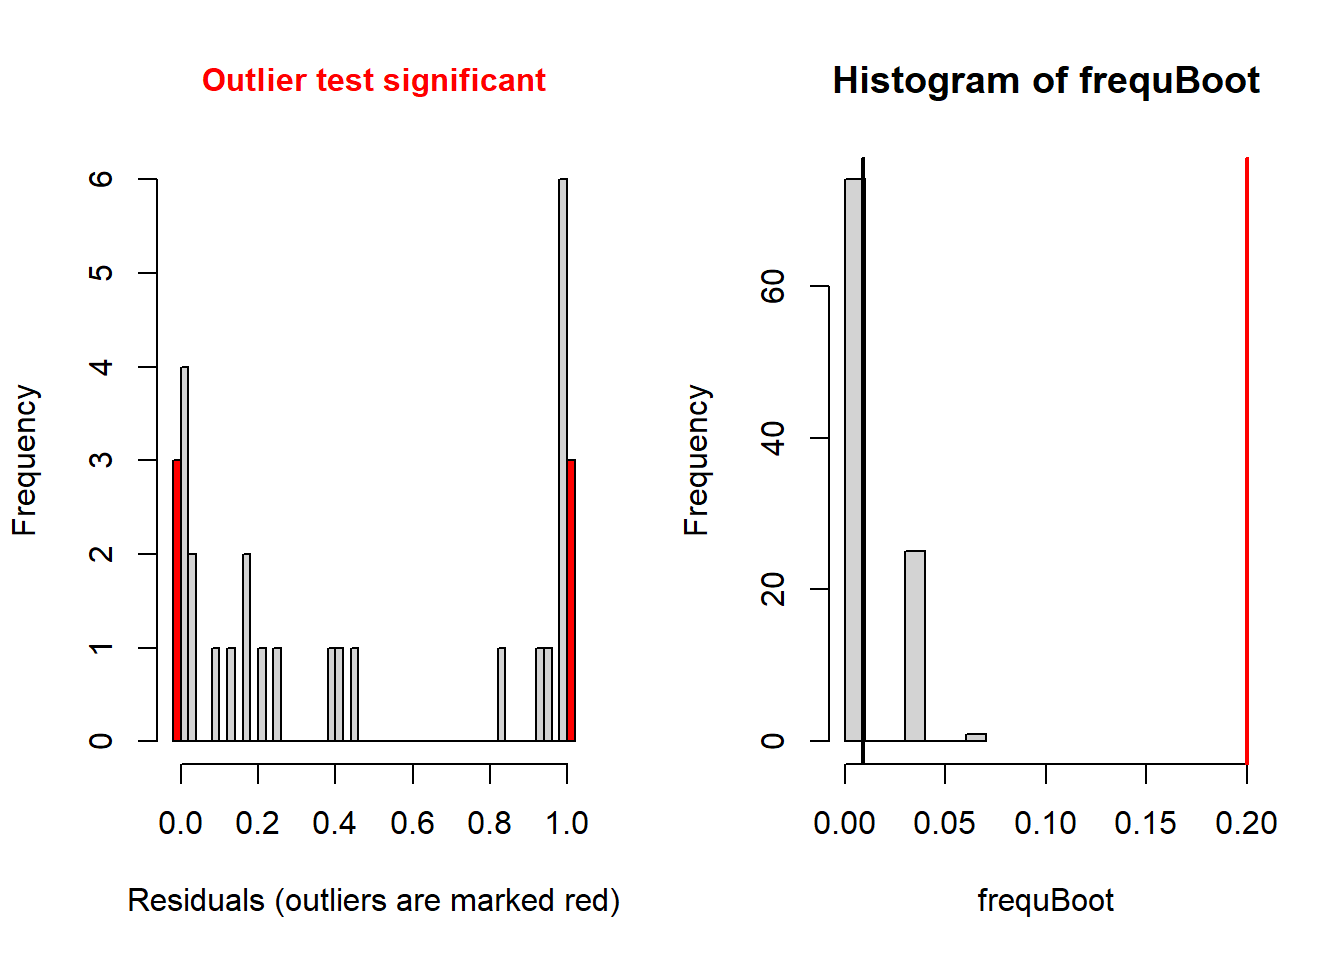 Outlier test significant
Frequency
0 1 2 3 4 5 6
0.0 0.2 0.4 0.6 0.8 1.0
Residuals (outliers are marked red)
Histogram of frequBoot
Frequency
0 20 40 60
0.00 0.05 0.10 0.15 0.20
frequBoot